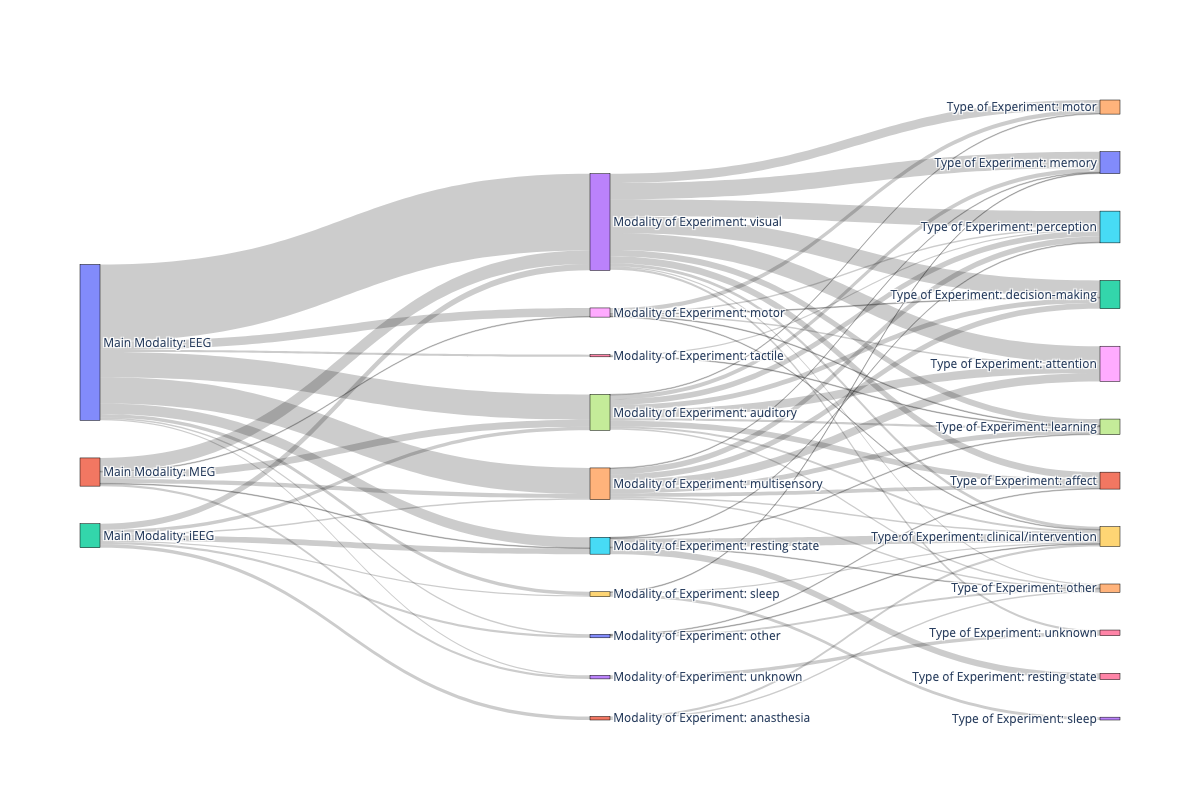 Main Modality: EEG
Main Modality: MEG
Main Modality: iEEG
Modality of Experiment: visual
Modality of Experiment: motor
Modality of Experiment: tactile
Modality of Experiment: auditory
Modality of Experiment: multisensory
Modality of Experiment: resting state
Modality of Experiment: sleep
Modality of Experiment: other
Modality of Experiment: unknown
Modality of Experiment: anasthesia
Type of Experiment: motor
Type of Experiment: memory
Type of Experiment: perception
Type of Experiment: decision-making
Type of Experiment: attention
Type of Experiment: learning
Type of Experiment: affect
Type of Experiment: clinical/intervention
Type of Experiment: other
Type of Experiment: unknown
Type of Experiment: resting state
Type of Experiment: sleep